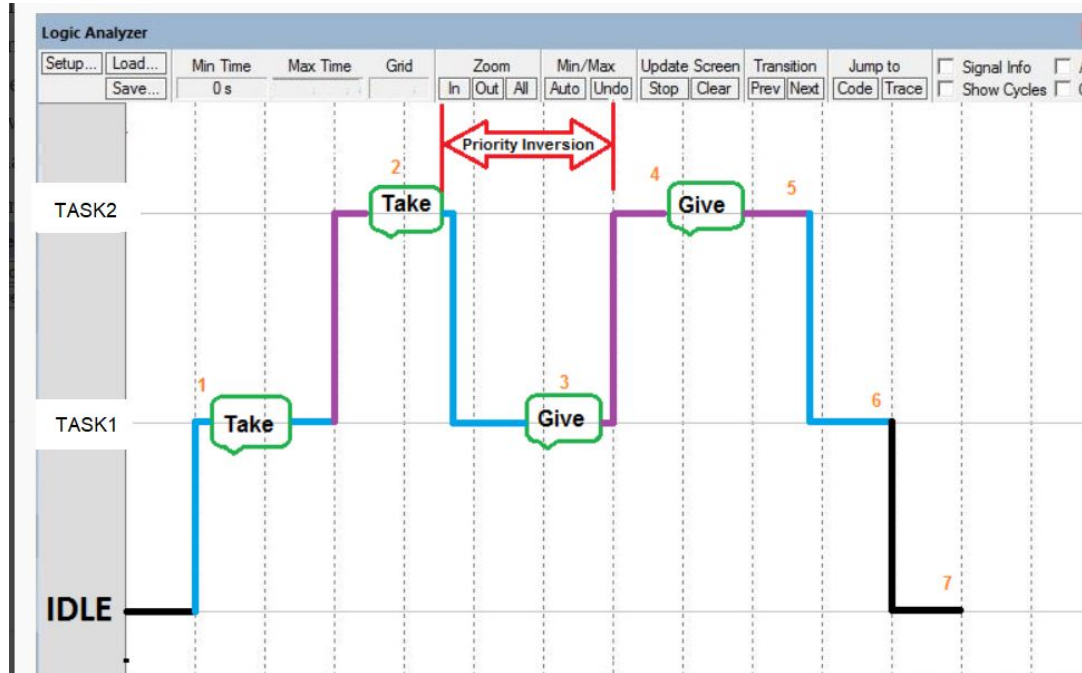 Logic Analyzer
Setup... Load... Min Time Max Time Grid Zoom Min/Max Update Screen Transition Jump to Signal Info
Save... 0 s In Out All Auto Undo Stop Clear Prev Next Code Trace Show Cycles
Priority Inversion
2 4 5
TASK2 Take Give
1 3 6
TASK1 Take Give
7
IDLE